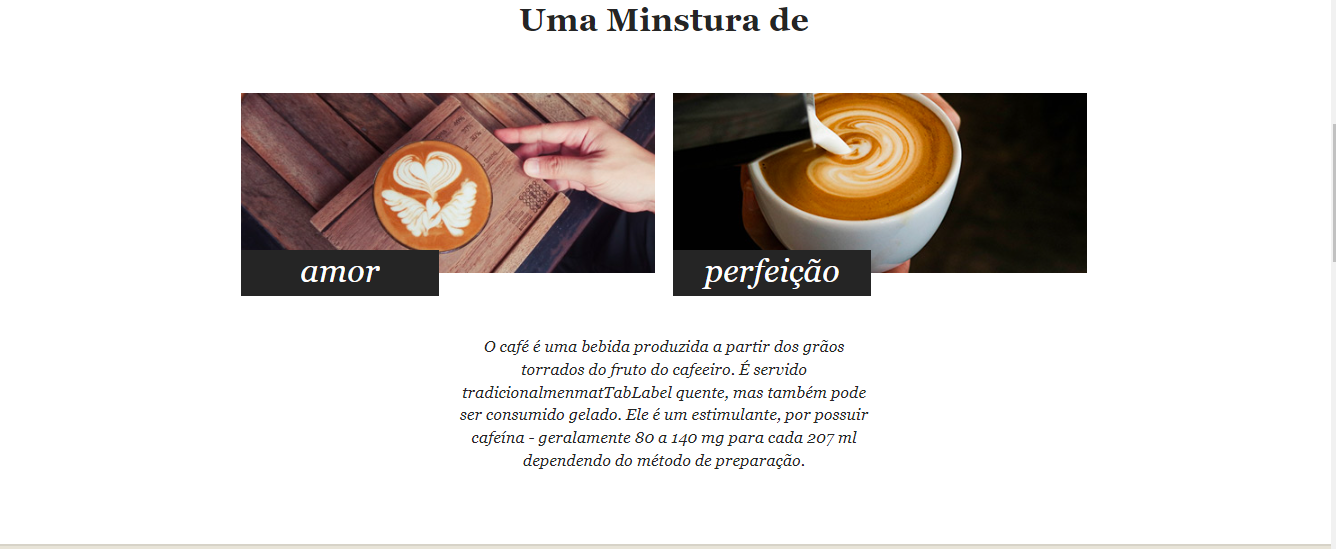 Uma Minstura de
amor
perfeição
O café é uma bebida produzida a partir dos grãos
torrados do fruto do cafeeiro. É servido
tradicionalmenmatTabLabel quente, mas também pode
ser consumido gelado. Ele é um estimulante, por possuir
cafeína - geralamente 80 a 140 mg para cada 207 ml
dependendo do método de preparação.